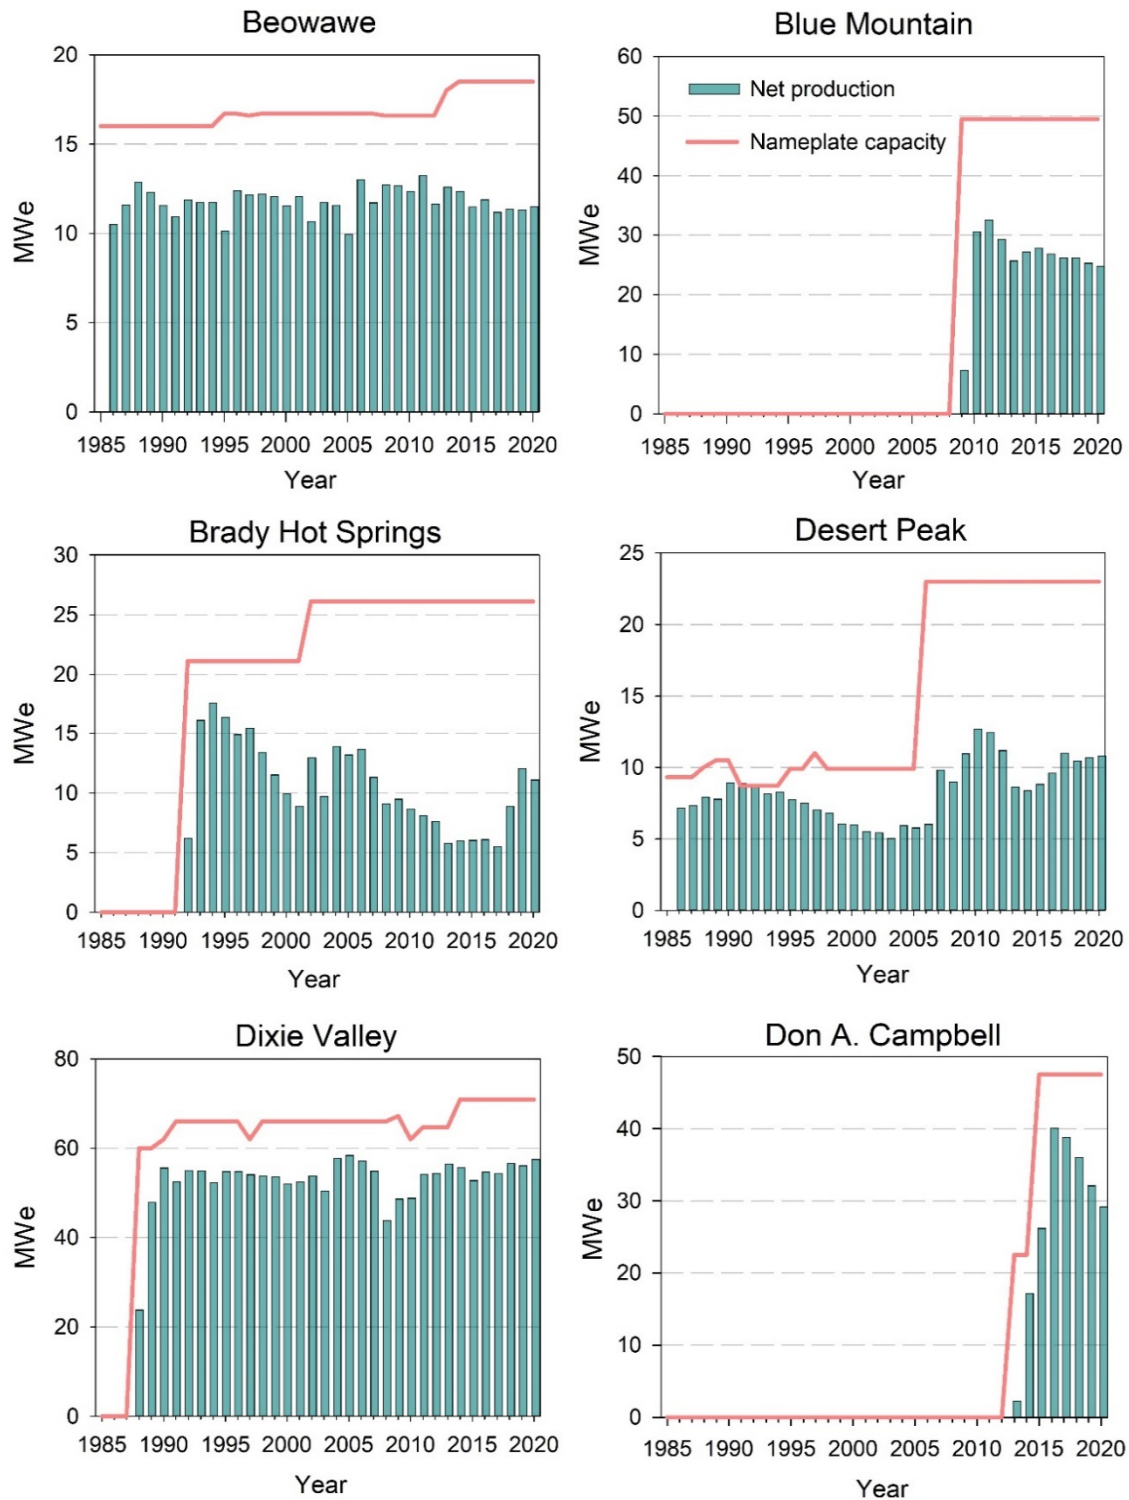 Beowawe
20
15
10
5
0
MWe
1985 1990 1995 2000 2005 2010 2015 2020
Year
Blue Mountain
60
50
40
30
20
10
0
MWe
Net production
Nameplate capacity
1985 1990 1995 2000 2005 2010 2015 2020
Year
Brady Hot Springs
30
25
20
15
10
5
0
MWe
1985 1990 1995 2000 2005 2010 2015 2020
Year
Desert Peak
25
20
15
10
5
0
MWe
1985 1990 1995 2000 2005 2010 2015 2020
Year
Dixie Valley
80
60
40
20
0
MWe
1985 1990 1995 2000 2005 2010 2015 2020
Year
Don A. Campbell
50
40
30
20
10
0
MWe
1985 1990 1995 2000 2005 2010 2015 2020
Year